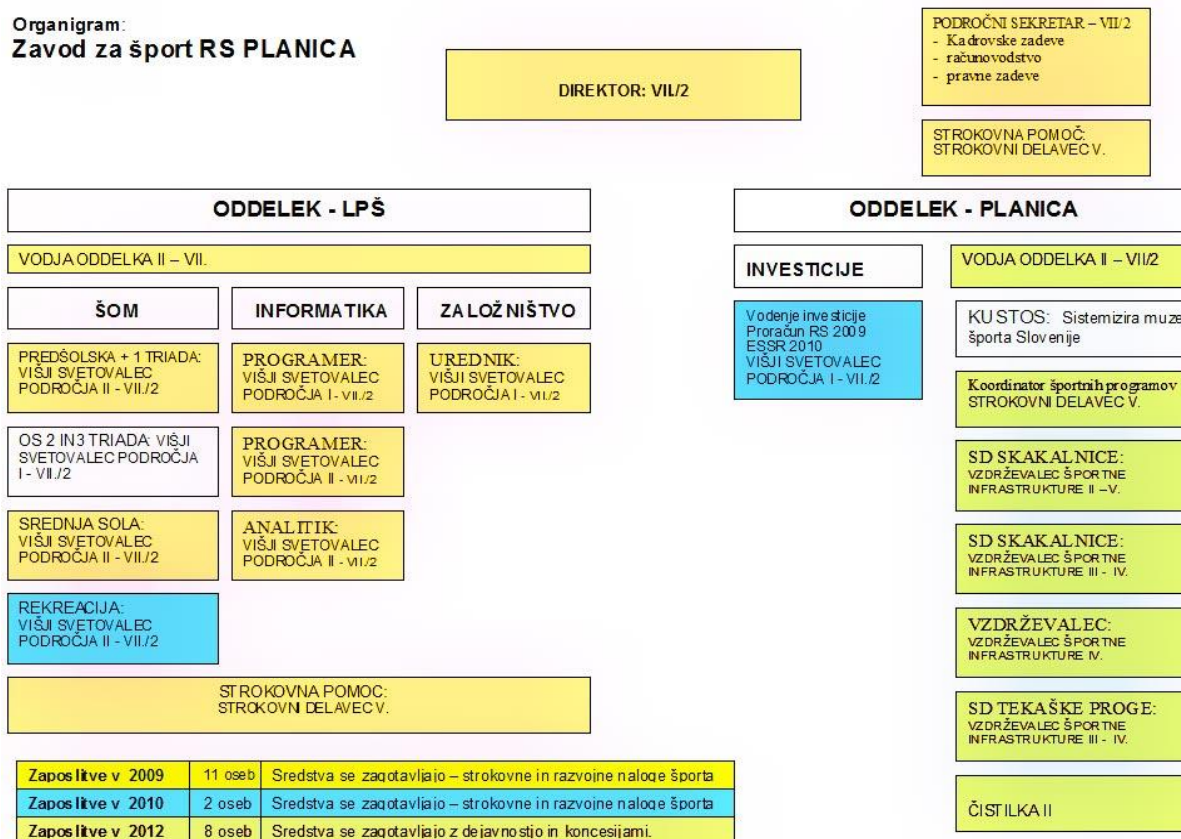 Organigram:
Zavod za šport RS PLANICA
DIREKTOR: VII./2
PODROČNI SEKRETAR – VII/2
- Kadrovske zadeve
- računovodstvo
- pravne zadeve
STROKOVNA POMOČ:
STROKOVNI DELAVEC V.
ODDELEK - LPŠ
VODJA ODDELKA II – VII.
ŠOM
PREDŠOLSKA + 1 TRIADA:
VIŠJI SVETOVALEC
PODROČJA II - VII./2
OS 2 IN 3 TRIADA: VIŠJI
SVETOVALEC PODROČJA
I - VII./2
SREDNJA SOLA:
VIŠJI SVETOVALEC
PODROČJA II - VII./2
REKREACIJA:
VIŠJI SVETOVALEC
PODROČJA II - VII./2
INFORMATIKA
PROGRAMER:
VIŠJI SVETOVALEC
PODROČJA I - VII./2
PROGRAMER:
VIŠJI SVETOVALEC
PODROČJA II - VII./2
ANALITIK:
VIŠJI SVETOVALEC
PODROČJA II - VII./2
ZALOŽNIŠTVO
UREDNIK:
VIŠJI SVETOVALEC
PODROČJA I - VII./2
STROKOVNA POMOC:
STROKOVNI DELAVEC V.
ODDELEK - PLANICA
INVESTICIJE
Vodenje investicije
Proračun RS 2009
ESSR 2010
VIŠJI SVETOVALEC
PODROČJA I - VII./2
VODJA ODDELKA II – VII/2
KUSTOS: Sistemizira muze
športa Slovenije
Koordinator športnih programov
STROKOVNI DELAVEC V.
SD SKAKALNICE:
VZDRŽEVALEC ŠPORTNE
INFRASTRUKTURE II –V.
SD SKAKALNICE:
VZDRŽEVALEC ŠPORTNE
INFRASTRUKTURE III - IV.
VZDRŽEVALEC:
VZDRŽEVALEC ŠPORTNE
INFRASTRUKTURE IV.
SD TEKAŠKE PROGE:
VZDRŽEVALEC ŠPORTNE
INFRASTRUKTURE III - IV.
ČISTILKA II
Zaposlitve v 2009 11 oseb Sredstva se zagotavljajo – strokovne in razvojne naloge športa
Zaposlitve v 2010 2 oseb Sredstva se zagotavljajo – strokovne in razvojne naloge športa
Zaposlitve v 2012 8 oseb Sredstva se zagotavljajo z dejavnostjo in koncesijami.